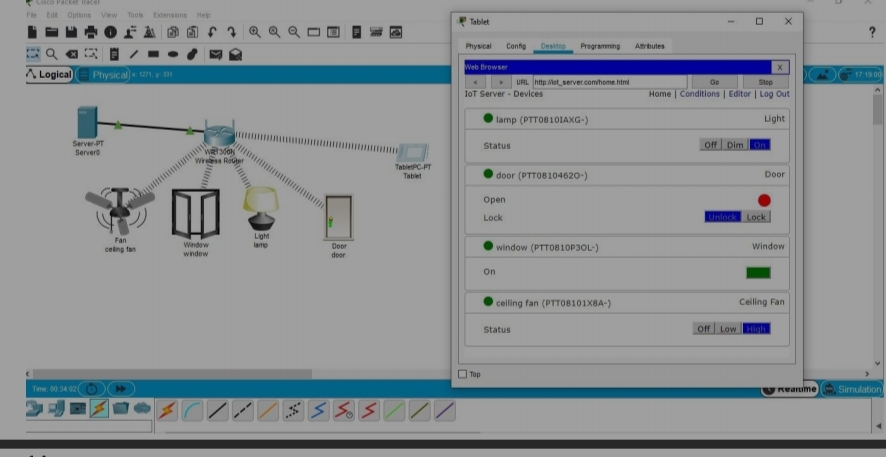 Cisco Packet Tracer
File Edit Options View Tools Extensions Help
?
Logical
Physical x: 1271, y: 331
17:19:00
Server-PT
Server0
WRT300N
Wireless Router
TabletPC-PT
Tablet
Fan
ceiling fan
Window
window
Light
lamp
Door
door
Tablet
Physical Config Desktop Programming Attributes
Web Browser X
< > URL http://iot_server.com/home.html Go Stop
IoT Server - Devices Home | Conditions | Editor | Log Out
lamp (PTT0810IAXG-) Light
Status Off Dim On
door (PTT0810462O-) Door
Open
Lock Unlock Lock
window (PTT0810P3OL-) Window
On
ceiling fan (PTT08101X8A-) Ceiling Fan
Status Off Low High
Top
Time: 00:34:02
Realtime Simulation